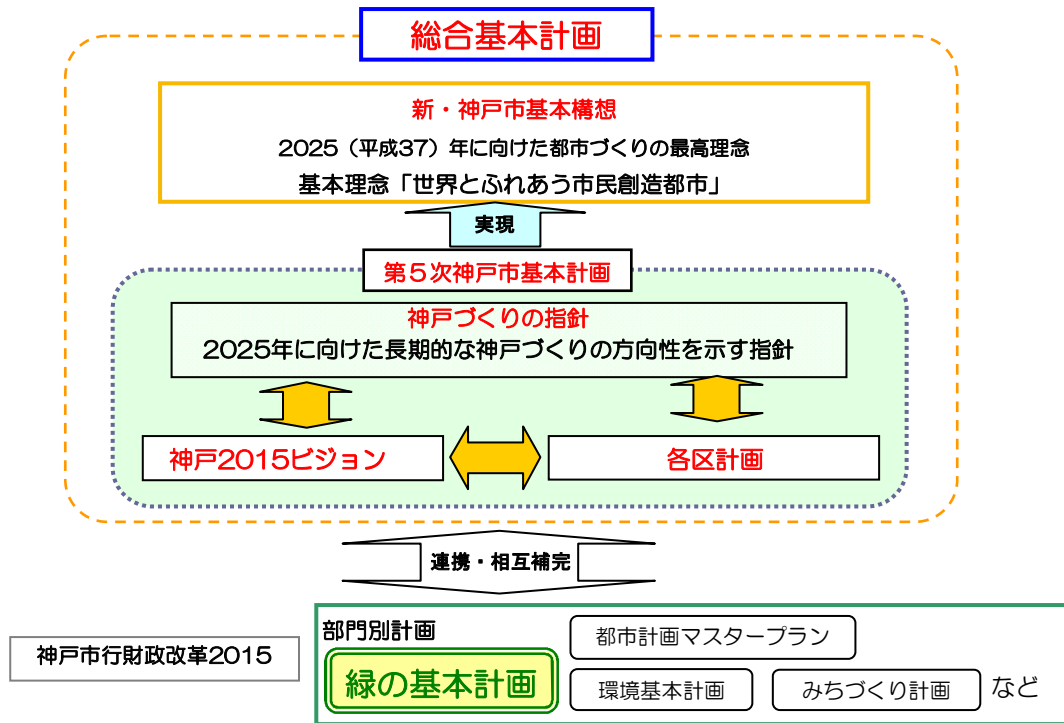 総合基本計画
新・神戸市基本構想
2025（平成37）年に向けた都市づくりの最高理念
基本理念「世界とふれあう市民創造都市」
実現
第５次神戸市基本計画
神戸づくりの指針
2025年に向けた長期的な神戸づくりの方向性を示す指針
神戸2015ビジョン
各区計画
連携・相互補完
神戸市行財政改革2015
部門別計画
都市計画マスタープラン
緑の基本計画
環境基本計画
みちづくり計画
など